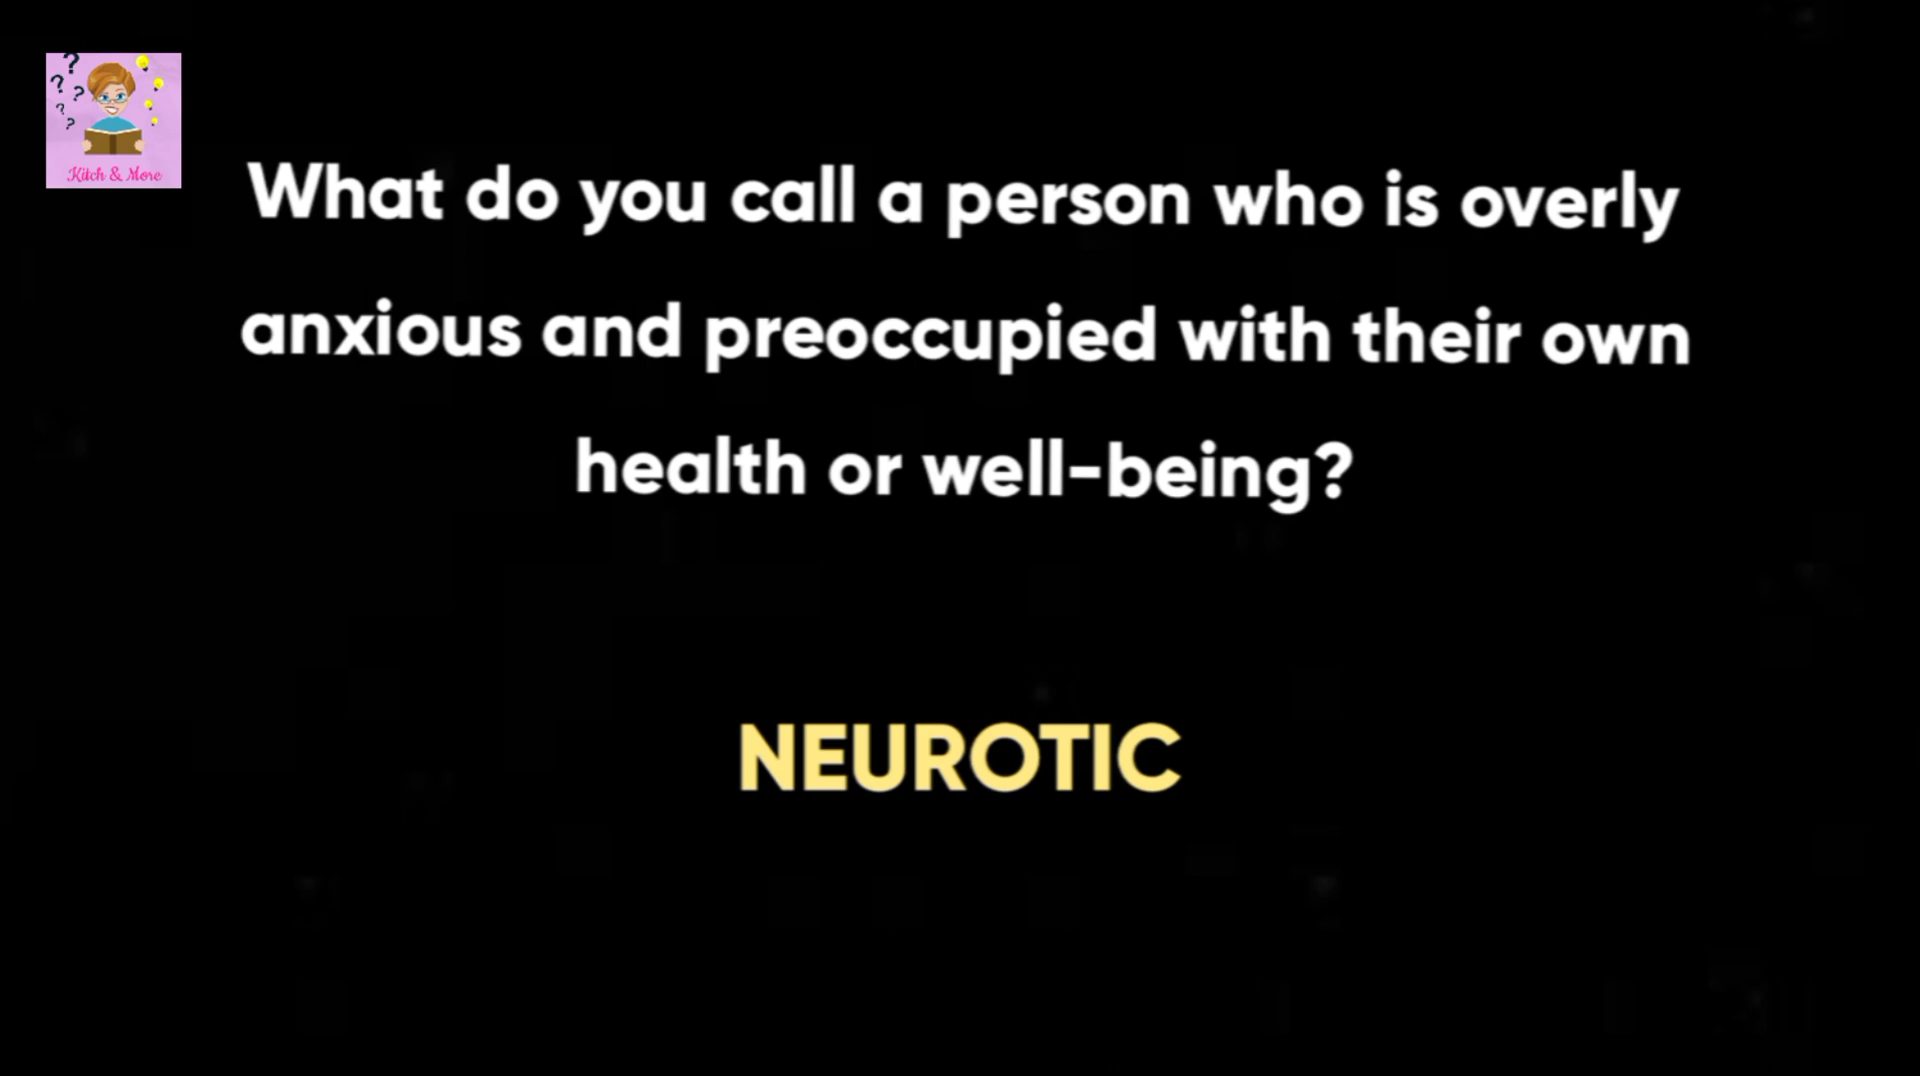 Kitch & More
What do you call a person who is overly
anxious and preoccupied with their own
health or well-being?
NEUROTIC